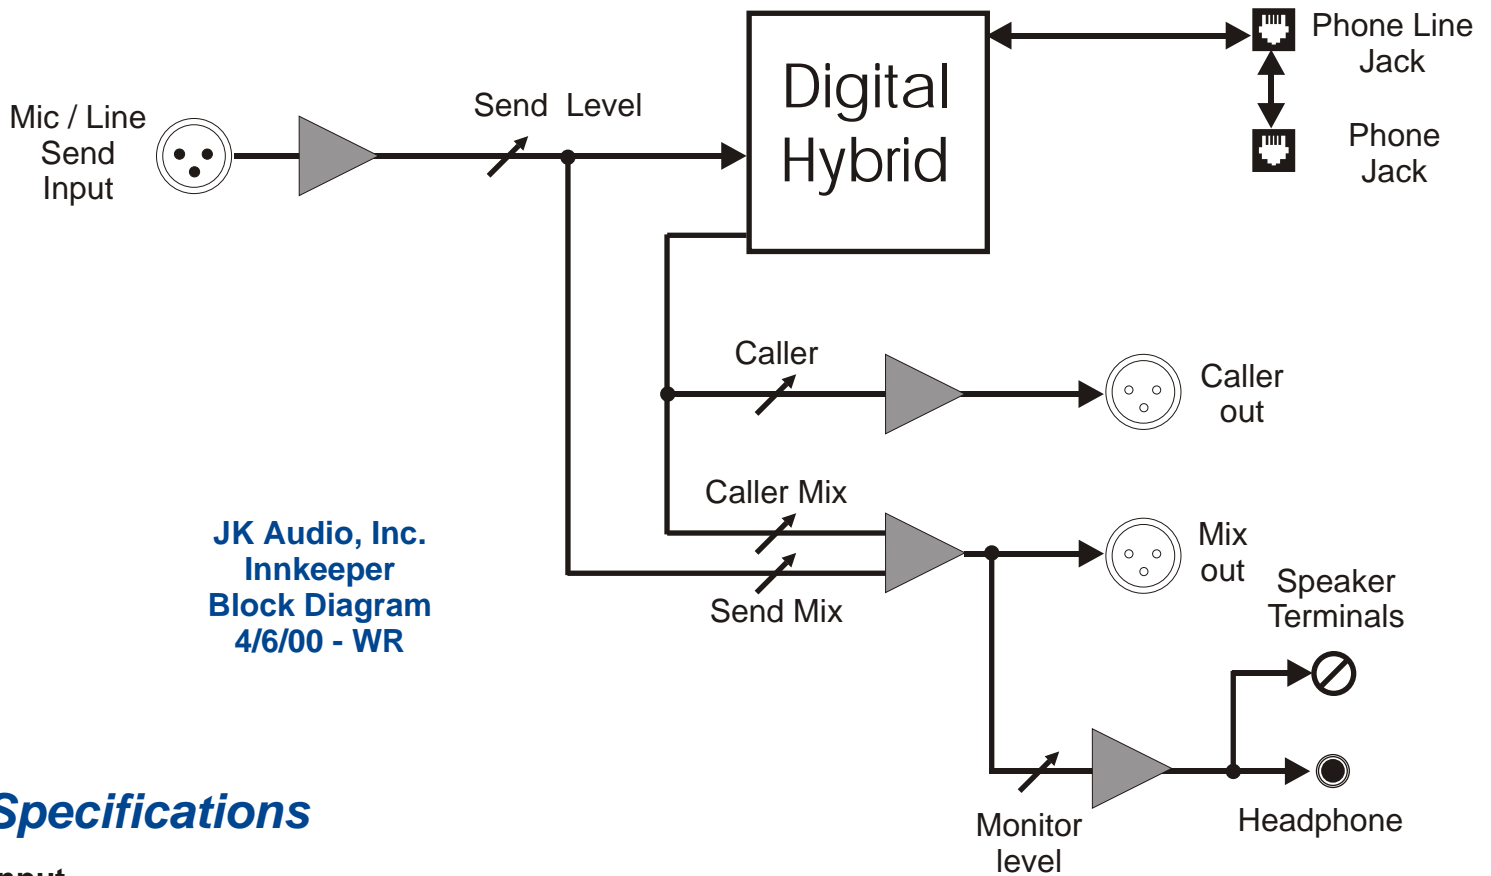 Mic / Line
Send
Input
Send Level
Digital
Hybrid
Phone Line
Jack
Phone
Jack
Caller
Caller
out
Caller Mix
Send Mix
Mix
out
Speaker
Terminals
JK Audio, Inc.
Innkeeper
Block Diagram
4/6/00 - WR
Monitor
level
Headphone
Specifications